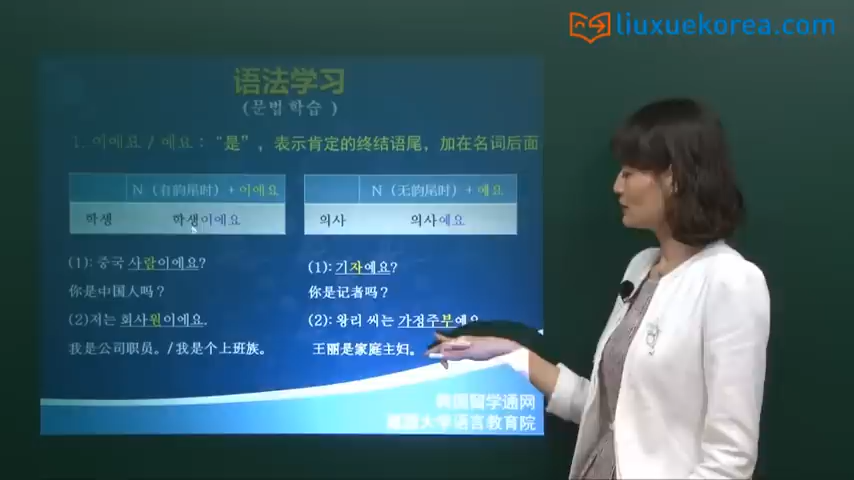 liuxuekorea.com
语法学习
(문법 학습)
1. 이에요 / 예요 : “是”，表示肯定的终结语尾，加在名词后面
N（有韵尾时）+ 이에요
학생 학생이에요
N（无韵尾时）+ 예요
의사 의사예요
(1): 중국 사람이에요?
你是中国人吗？
(2)저는 회사원이에요.
我是公司职员。/我是个上班族。
(1): 기자예요?
你是记者吗？
(2): 왕리 씨는 가정주부예요.
王丽是家庭主妇。
韩国留学通网
大学语言教育院